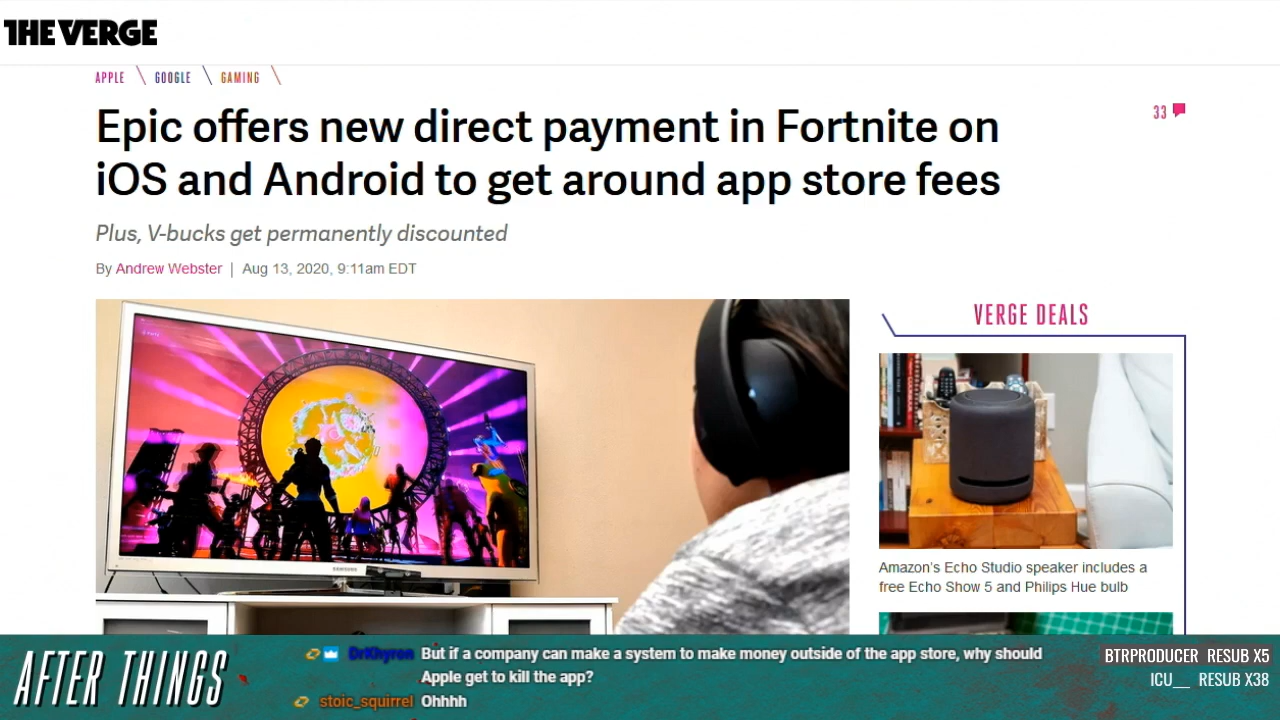 THE VERGE
APPLE \ GOOGLE \ GAMING \
Epic offers new direct payment in Fortnite on
iOS and Android to get around app store fees
33
Plus, V-bucks get permanently discounted
By Andrew Webster | Aug 13, 2020, 9:11am EDT
VERGE DEALS
SAMSUNG
Amazon's Echo Studio speaker includes a
free Echo Show 5 and Philips Hue bulb
AFTER THINGS
DrKhyron But if a company can make a system to make money outside of the app store, why should
Apple get to kill the app?
stoic_squirrel Ohhhh
BTRPRODUCER RESUB X5
ICU__ RESUB X38